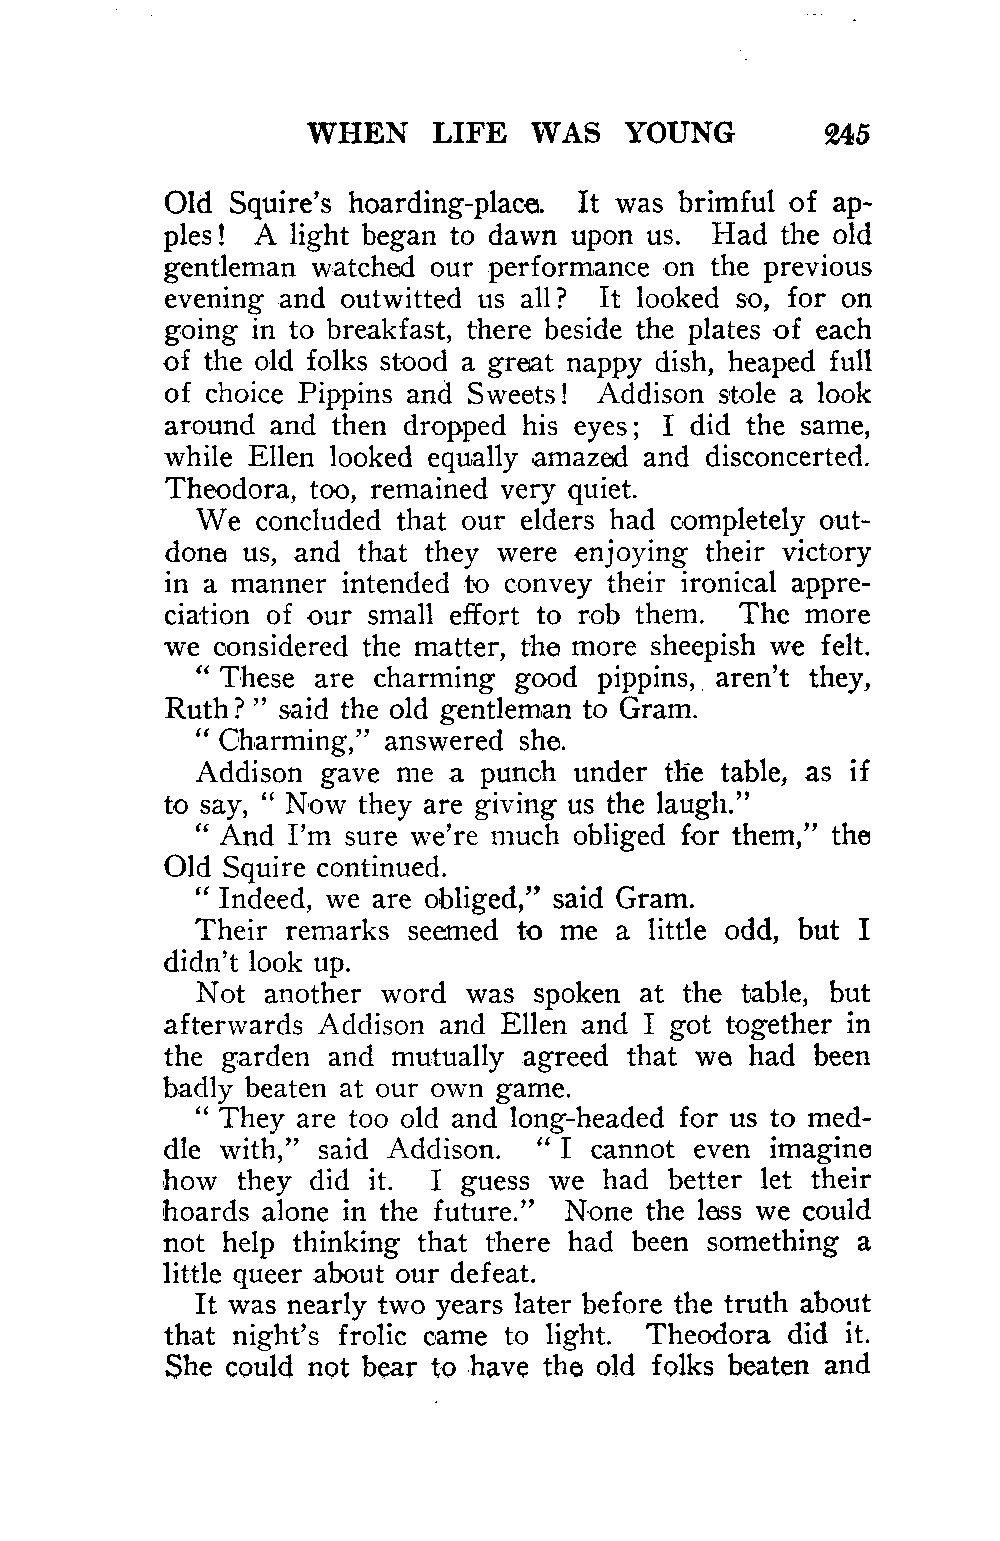 WHEN LIFE WAS YOUNG 245
Old Squire's hoarding-place. It was brimful of ap-
ples! A light began to dawn upon us. Had the old
gentleman watched our performance on the previous
evening and outwitted us all? It looked so, for on
going in to breakfast, there beside the plates of each
of the old folks stood a great nappy dish, heaped full
of choice Pippins and Sweets! Addison stole a look
around and then dropped his eyes; I did the same,
while Ellen looked equally amazed and disconcerted.
Theodora, too, remained very quiet.
We concluded that our elders had completely out-
done us, and that they were enjoying their victory
in a manner intended to convey their ironical appre-
ciation of our small effort to rob them. The more
we considered the matter, the more sheepish we felt.
“ These are charming good pippins, aren't they,
Ruth? ” said the old gentleman to Gram.
“ Charming,” answered she.
Addison gave me a punch under the table, as if
to say, “ Now they are giving us the laugh.”
“ And I'm sure we're much obliged for them,” the
Old Squire continued.
“ Indeed, we are obliged,” said Gram.
Their remarks seemed to me a little odd, but I
didn't look up.
Not another word was spoken at the table, but
afterwards Addison and Ellen and I got together in
the garden and mutually agreed that we had been
badly beaten at our own game.
“ They are too old and long-headed for us to med-
dle with,” said Addison. “ I cannot even imagine
how they did it. I guess we had better let their
hoards alone in the future.” None the less we could
not help thinking that there had been something a
little queer about our defeat.
It was nearly two years later before the truth about
that night's frolic came to light. Theodora did it.
She could not bear to have the old folks beaten and